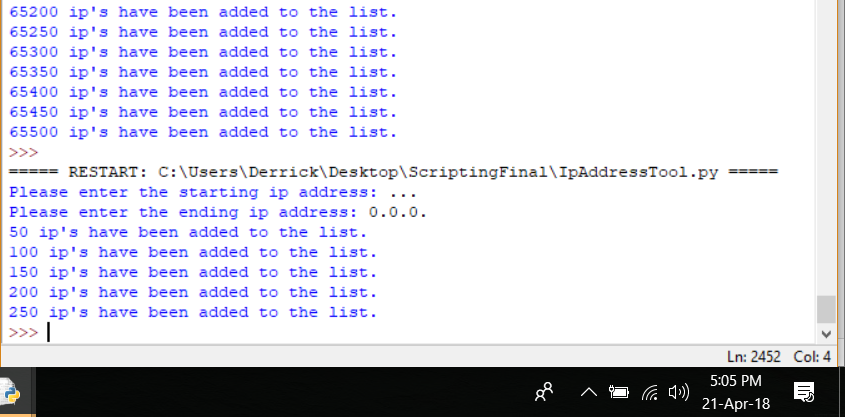 65200 ip's have been added to the list.
65250 ip's have been added to the list.
65300 ip's have been added to the list.
65350 ip's have been added to the list.
65400 ip's have been added to the list.
65450 ip's have been added to the list.
65500 ip's have been added to the list.
>>>
===== RESTART: C:\Users\Derrick\Desktop\ScriptingFinal\IpAddressTool.py =====
Please enter the starting ip address: ...
Please enter the ending ip address: 0.0.0.
50 ip's have been added to the list.
100 ip's have been added to the list.
150 ip's have been added to the list.
200 ip's have been added to the list.
250 ip's have been added to the list.
>>>
Ln: 2452 Col: 4
5:05 PM
21-Apr-18